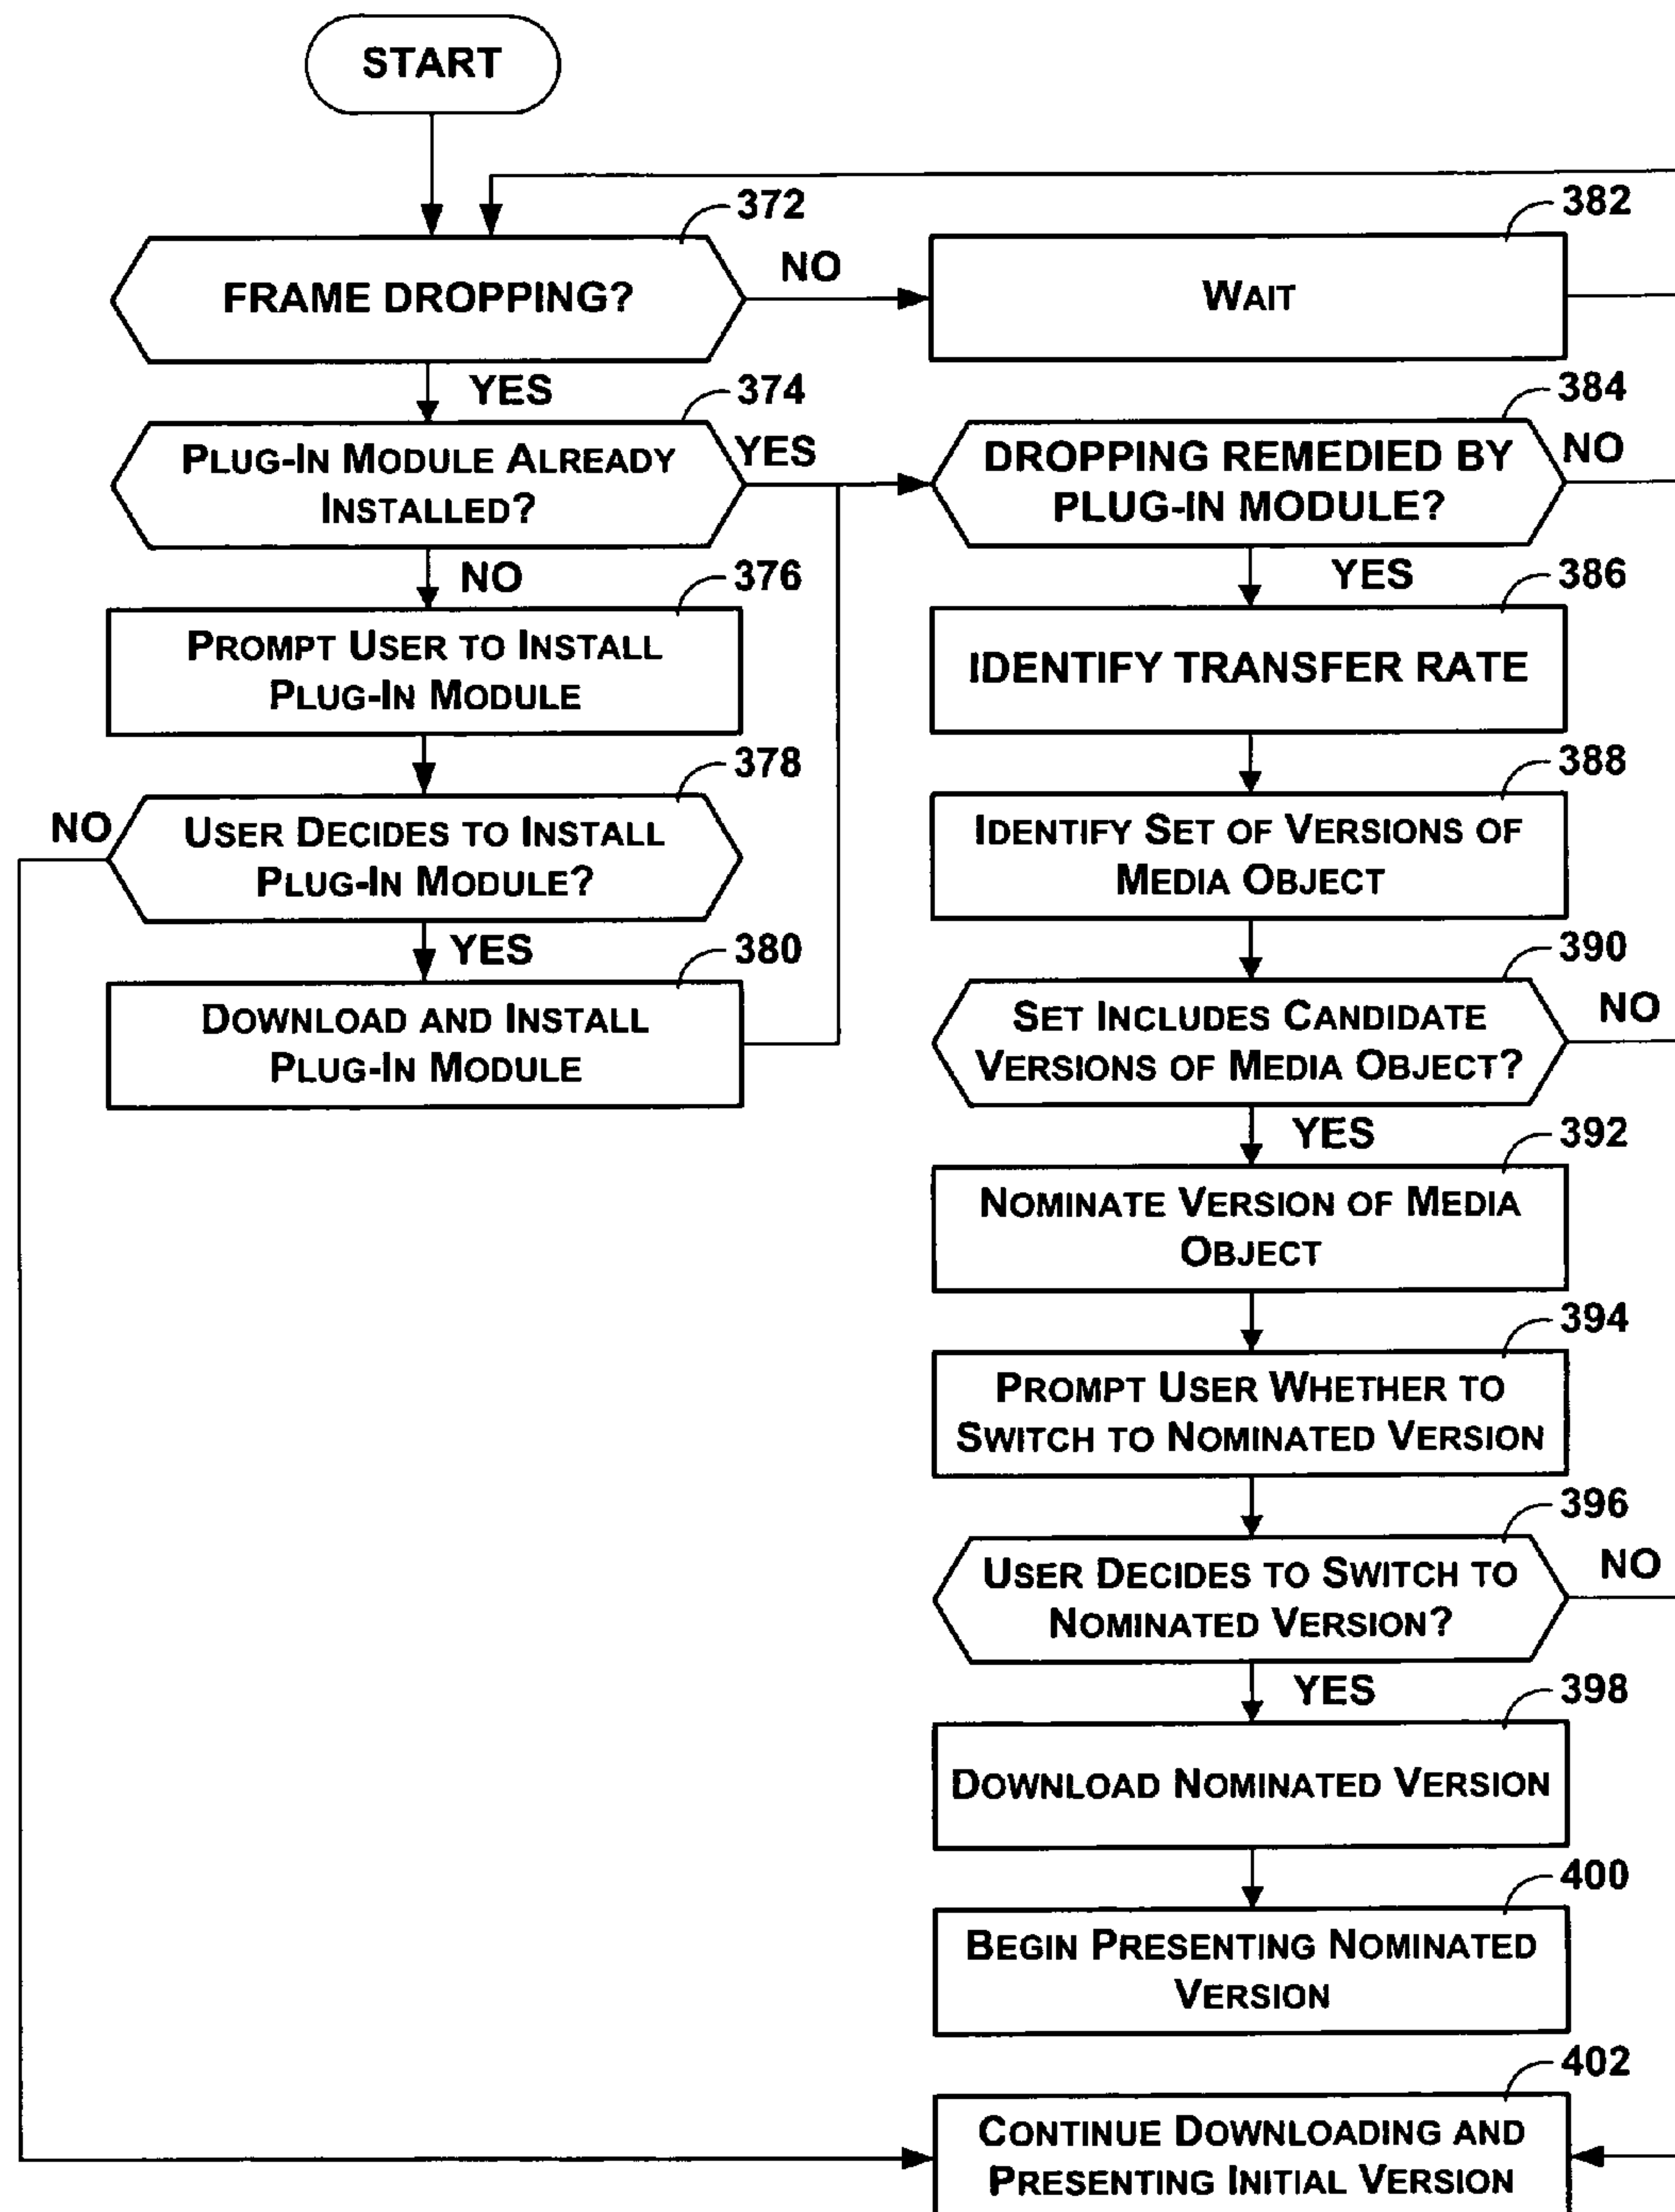 START
372
FRAME DROPPING?
NO
382
WAIT
YES
374
PLUG-IN MODULE ALREADY
INSTALLED?
YES
384
DROPPING REMEDIED BY
PLUG-IN MODULE?
NO
NO
376
PROMPT USER TO INSTALL
PLUG-IN MODULE
YES
386
IDENTIFY TRANSFER RATE
378
NO
USER DECIDES TO INSTALL
PLUG-IN MODULE?
388
IDENTIFY SET OF VERSIONS OF
MEDIA OBJECT
YES
380
DOWNLOAD AND INSTALL
PLUG-IN MODULE
390
SET INCLUDES CANDIDATE
VERSIONS OF MEDIA OBJECT?
NO
YES
392
NOMINATE VERSION OF MEDIA
OBJECT
394
PROMPT USER WHETHER TO
SWITCH TO NOMINATED VERSION
396
USER DECIDES TO SWITCH TO
NOMINATED VERSION?
NO
YES
398
DOWNLOAD NOMINATED VERSION
400
BEGIN PRESENTING NOMINATED
VERSION
402
CONTINUE DOWNLOADING AND
PRESENTING INITIAL VERSION